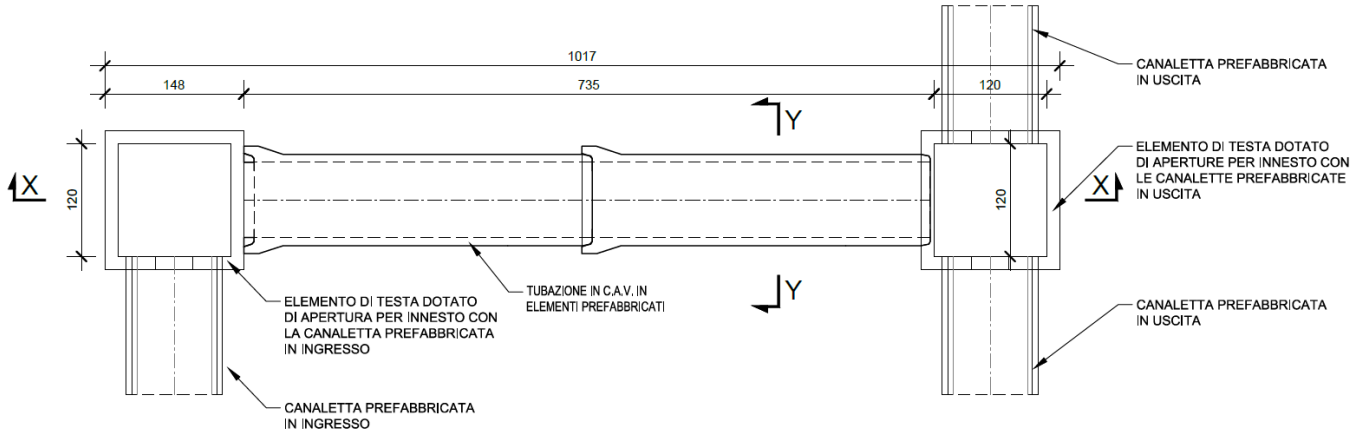 1017
148
735
120
CANALETTA PREFABBRICATA
IN USCITA
Y
X
120
120
X
ELEMENTO DI TESTA DOTATO
DI APERTURE PER INNESTO CON
LE CANALETTE PREFABBRICATE
IN USCITA
Y
TUBAZIONE IN C.A.V. IN
ELEMENTI PREFABBRICATI
ELEMENTO DI TESTA DOTATO
DI APERTURA PER INNESTO CON
LA CANALETTA PREFABBRICATA
IN INGRESSO
CANALETTA PREFABBRICATA
IN USCITA
CANALETTA PREFABBRICATA
IN INGRESSO